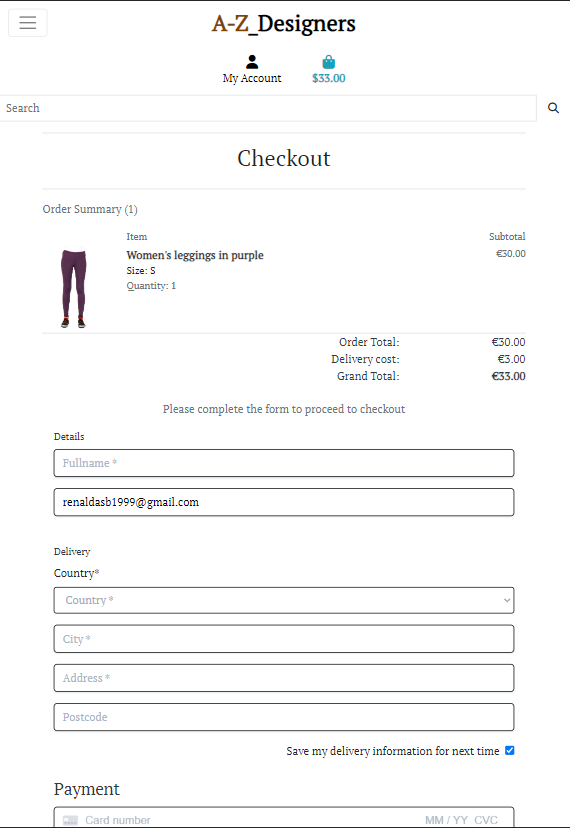 A-Z_Designers
My Account
$33.00
Search
Checkout
Order Summary (1)
Item Subtotal
Women's leggings in purple €30.00
Size: S
Quantity: 1
Order Total: €30.00
Delivery cost: €3.00
Grand Total: €33.00
Please complete the form to proceed to checkout
Details
Fullname *
renaldasb1999@gmail.com
Delivery
Country*
Country *
City *
Address *
Postcode
Save my delivery information for next time
Payment
Card number MM / YY CVC